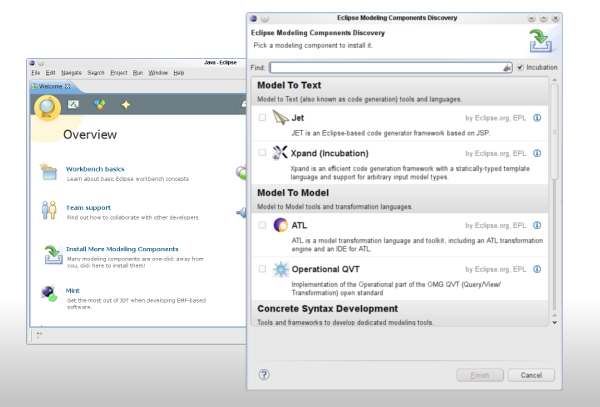 Java - Eclipse
File Edit Navigate Search Project Run Window Help
Welcome
Overview
Workbench basics
Learn about basic Eclipse workbench concepts
Team support
Find out how to collaborate with other developers
Install More Modeling Components
Many modeling components are one-click away from
you, click here to install them!
Mint
Get the most of JDT when developing EMF-based
software.
Eclipse Modeling Components Discovery
Eclipse Modeling Components Discovery
Pick a modeling component to install it.
Find:
Incubation
Model To Text
Model to Text (also known as code generation) tools and languages.
Jet
by Eclipse.org, EPL
JET is an Eclipse-based code generator framework based on JSP.
Xpand (Incubation)
by Eclipse.org, EPL
Xpand is an efficient code generation framework with a statically-typed template
language and support for arbitrary input model types.
Model To Model
Model to Model tools and transformation languages.
ATL
by Eclipse.org, EPL
ATL is a model transformation language and toolkit, including an ATL transformation
engine and an IDE for ATL.
Operational QVT
by Eclipse.org, EPL
Implementation of the Operational part of the OMG QVT (Query/View/
Transformation) open standard
Concrete Syntax Development
Tools and frameworks to develop dedicated modeling tools.
?
Finish
Cancel